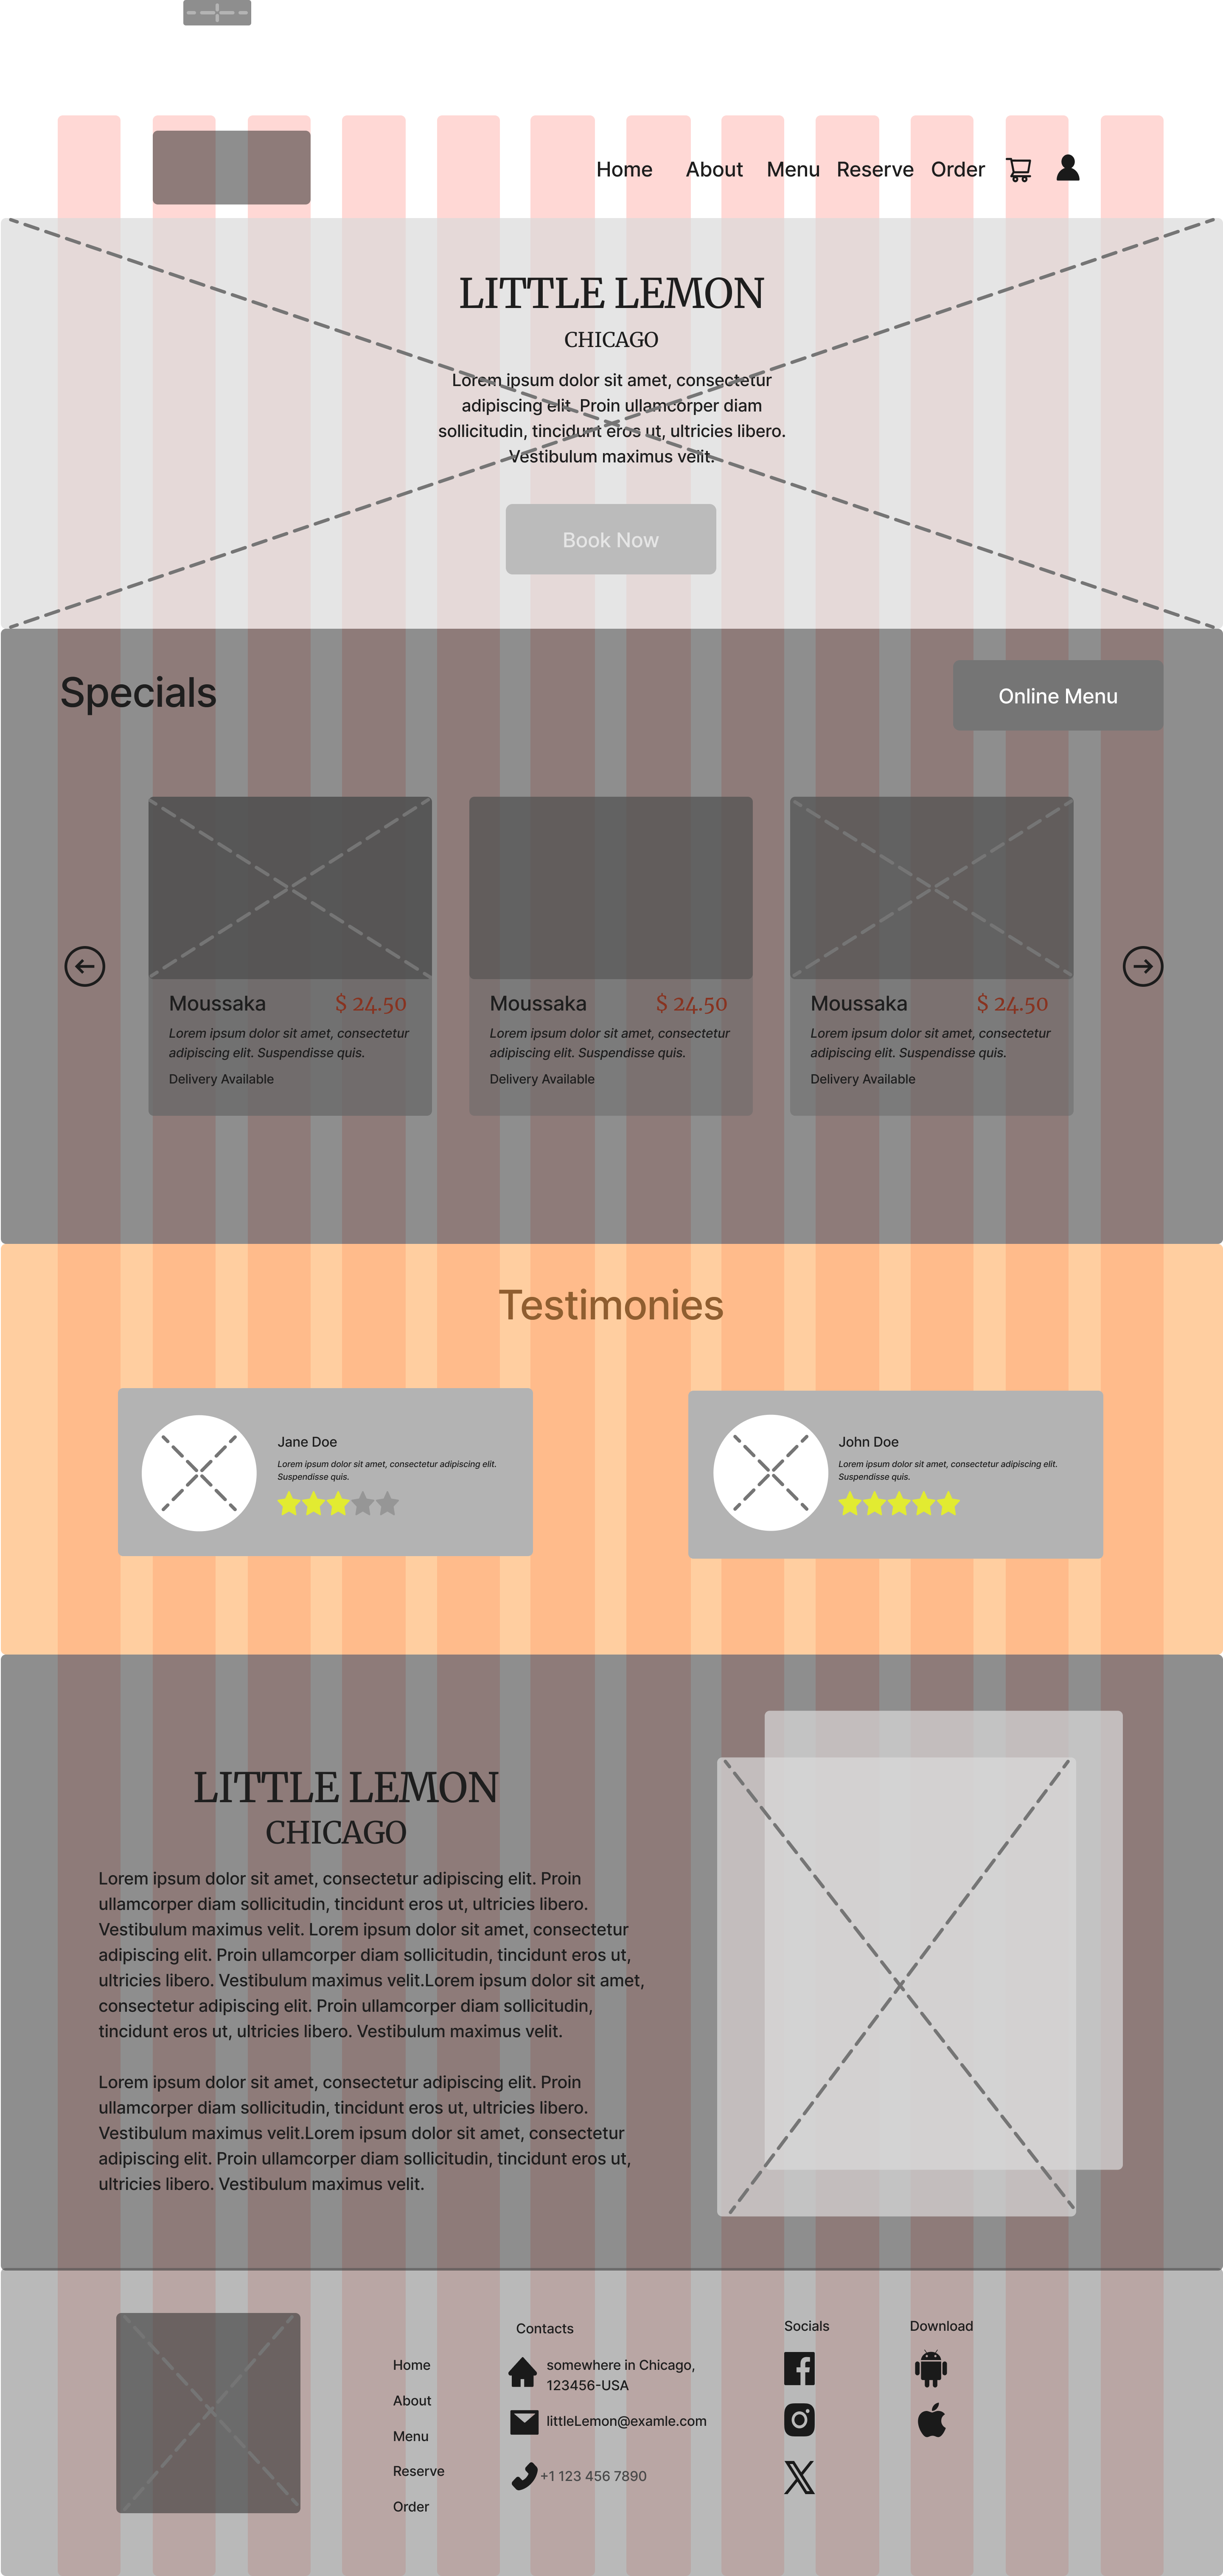 Home About Menu Reserve Order
LITTLE LEMON
CHICAGO
Lorem ipsum dolor sit amet, consectetur
adipiscing elit. Proin ullamcorper diam
sollicitudin, tincidunt eros ut, ultricies libero.
Vestibulum maximus velit.
Book Now
Specials
Online Menu
Moussaka $ 24.50
Lorem ipsum dolor sit amet, consectetur
adipiscing elit. Suspendisse quis.
Delivery Available
Moussaka $ 24.50
Lorem ipsum dolor sit amet, consectetur
adipiscing elit. Suspendisse quis.
Delivery Available
Moussaka $ 24.50
Lorem ipsum dolor sit amet, consectetur
adipiscing elit. Suspendisse quis.
Delivery Available
Testimonies
Jane Doe
Lorem ipsum dolor sit amet, consectetur adipiscing elit.
Suspendisse quis.
John Doe
Lorem ipsum dolor sit amet, consectetur adipiscing elit.
Suspendisse quis.
LITTLE LEMON
CHICAGO
Lorem ipsum dolor sit amet, consectetur adipiscing elit. Proin
ullamcorper diam sollicitudin, tincidunt eros ut, ultricies libero.
Vestibulum maximus velit. Lorem ipsum dolor sit amet, consectetur
adipiscing elit. Proin ullamcorper diam sollicitudin, tincidunt eros ut,
ultricies libero. Vestibulum maximus velit.Lorem ipsum dolor sit amet,
consectetur adipiscing elit. Proin ullamcorper diam sollicitudin,
tincidunt eros ut, ultricies libero. Vestibulum maximus velit.
Lorem ipsum dolor sit amet, consectetur adipiscing elit. Proin
ullamcorper diam sollicitudin, tincidunt eros ut, ultricies libero.
Vestibulum maximus velit.Lorem ipsum dolor sit amet, consectetur
adipiscing elit. Proin ullamcorper diam sollicitudin, tincidunt eros ut,
ultricies libero. Vestibulum maximus velit.
Home
About
Menu
Reserve
Order
Contacts
somewhere in Chicago,
123456-USA
littleLemon@examle.com
+1 123 456 7890
Socials
Download